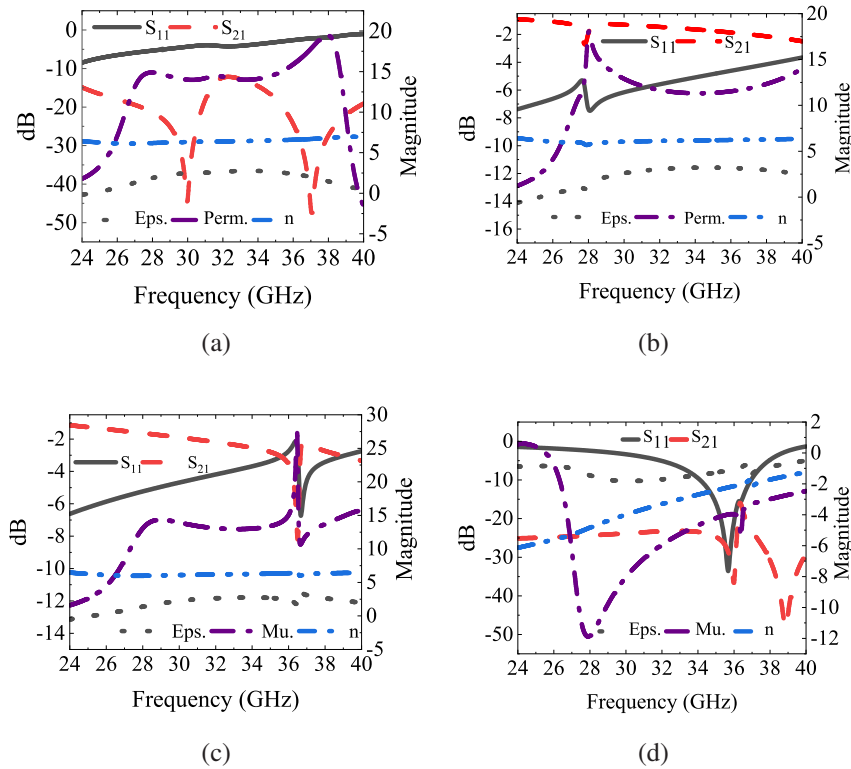 S11 S21
0
-10
-20
-30
-40
-50
dB
20
15
10
5
0
-5
Magnitude
Eps. Perm. n
24 26 28 30 32 34 36 38 40
Frequency (GHz)
(a)
S11 S21
-2
-4
-6
-8
-10
-12
-14
-16
dB
20
15
10
5
0
-5
Magnitude
Eps. Perm. n
24 26 28 30 32 34 36 38 40
Frequency (GHz)
(b)
S11 S21
-2
-4
-6
-8
-10
-12
-14
dB
30
25
20
15
10
5
0
-5
Magnitude
Eps. Mu. n
24 26 28 30 32 34 36 38 40
Frequency (GHz)
(c)
S11 S21
0
-10
-20
-30
-40
-50
dB
2
0
-2
-4
-6
-8
-10
-12
Magnitude
Eps. Mu. n
24 26 28 30 32 34 36 38 40
Frequency (GHz)
(d)